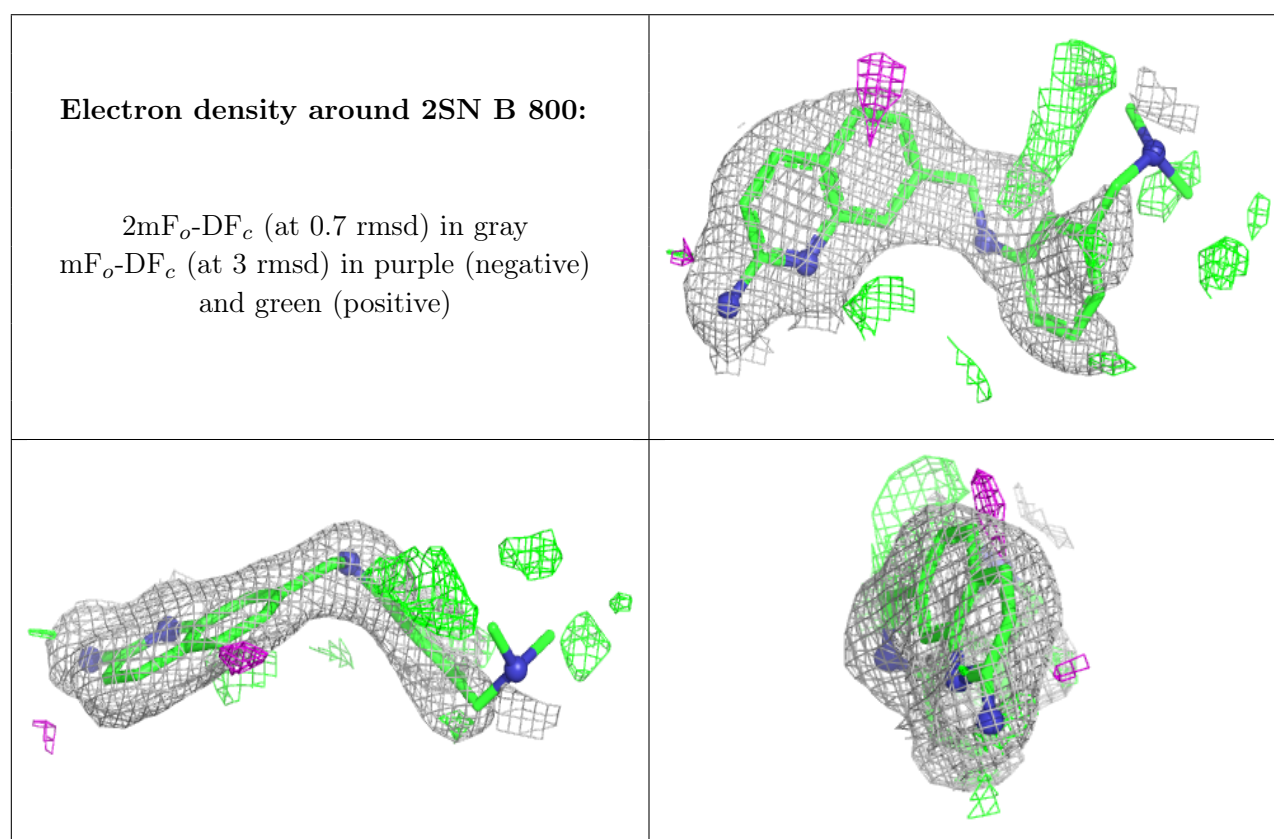 Electron density around 2SN B 800:
2mFo-DFc (at 0.7 rmsd) in gray
mFo-DFc (at 3 rmsd) in purple (negative)
and green (positive)